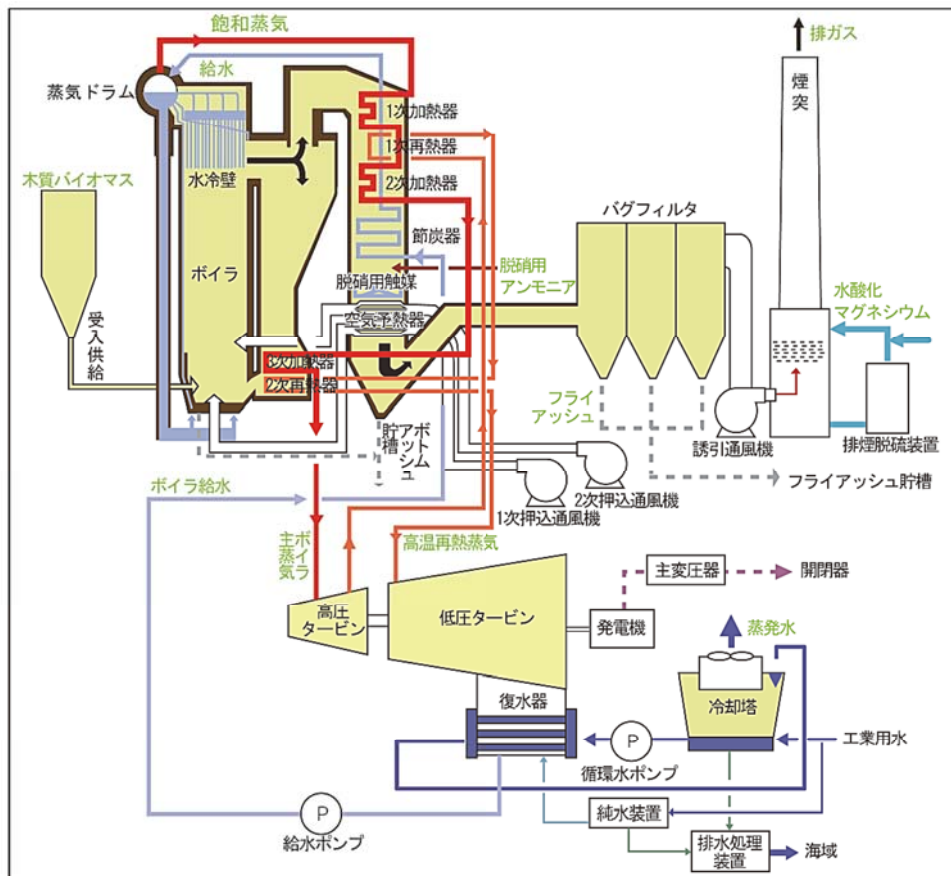 飽和蒸気
給水
蒸気ドラム
水冷壁
1次加熱器
1次再熱器
2次加熱器
節炭器
脱硝用
アンモニア
脱硝用触媒
空気予熱器
木質バイオマス
ボイラ
受入
供給
3次加熱器
2次再熱器
ボトム
アッシュ
貯槽
バグフィルタ
フライ
アッシュ
排ガス
煙突
水酸化
マグネシウム
排煙脱硫装置
誘引通風機
フライアッシュ貯槽
2次押込通風機
1次押込通風機
ボイラ給水
ボイラ
主蒸気
高温再熱蒸気
高圧
タービン
低圧タービン
発電機
主変圧器
開閉器
蒸発水
冷却塔
工業用水
復水器
P
循環水ポンプ
純水装置
排水処理
装置
海域
P
給水ポンプ